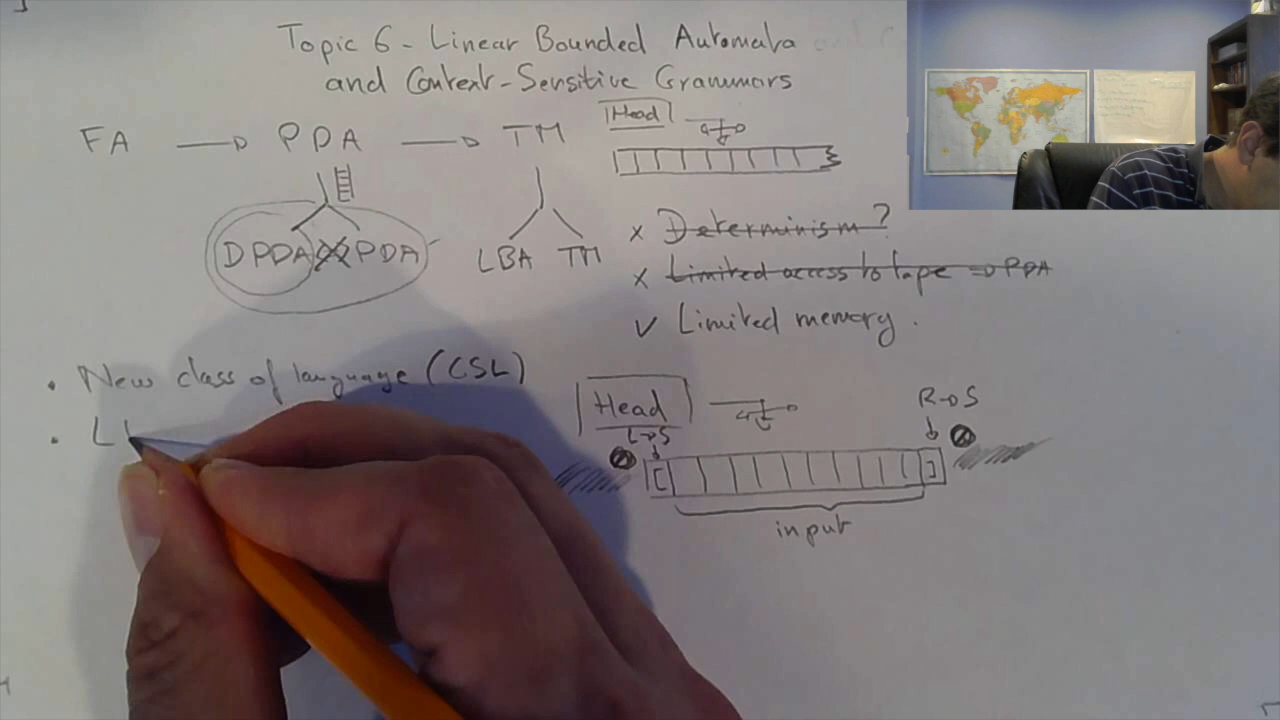 Topic 6 - Linear Bounded Automata
and Context-Sensitive Grammars
FA PDA TM Head
DPDA PDA LBA TM x Determinism?
x Limited access to tape PDA
v Limited memory.
• New class of language (CSL)
Head R→S
• L L→S
[ ]
input